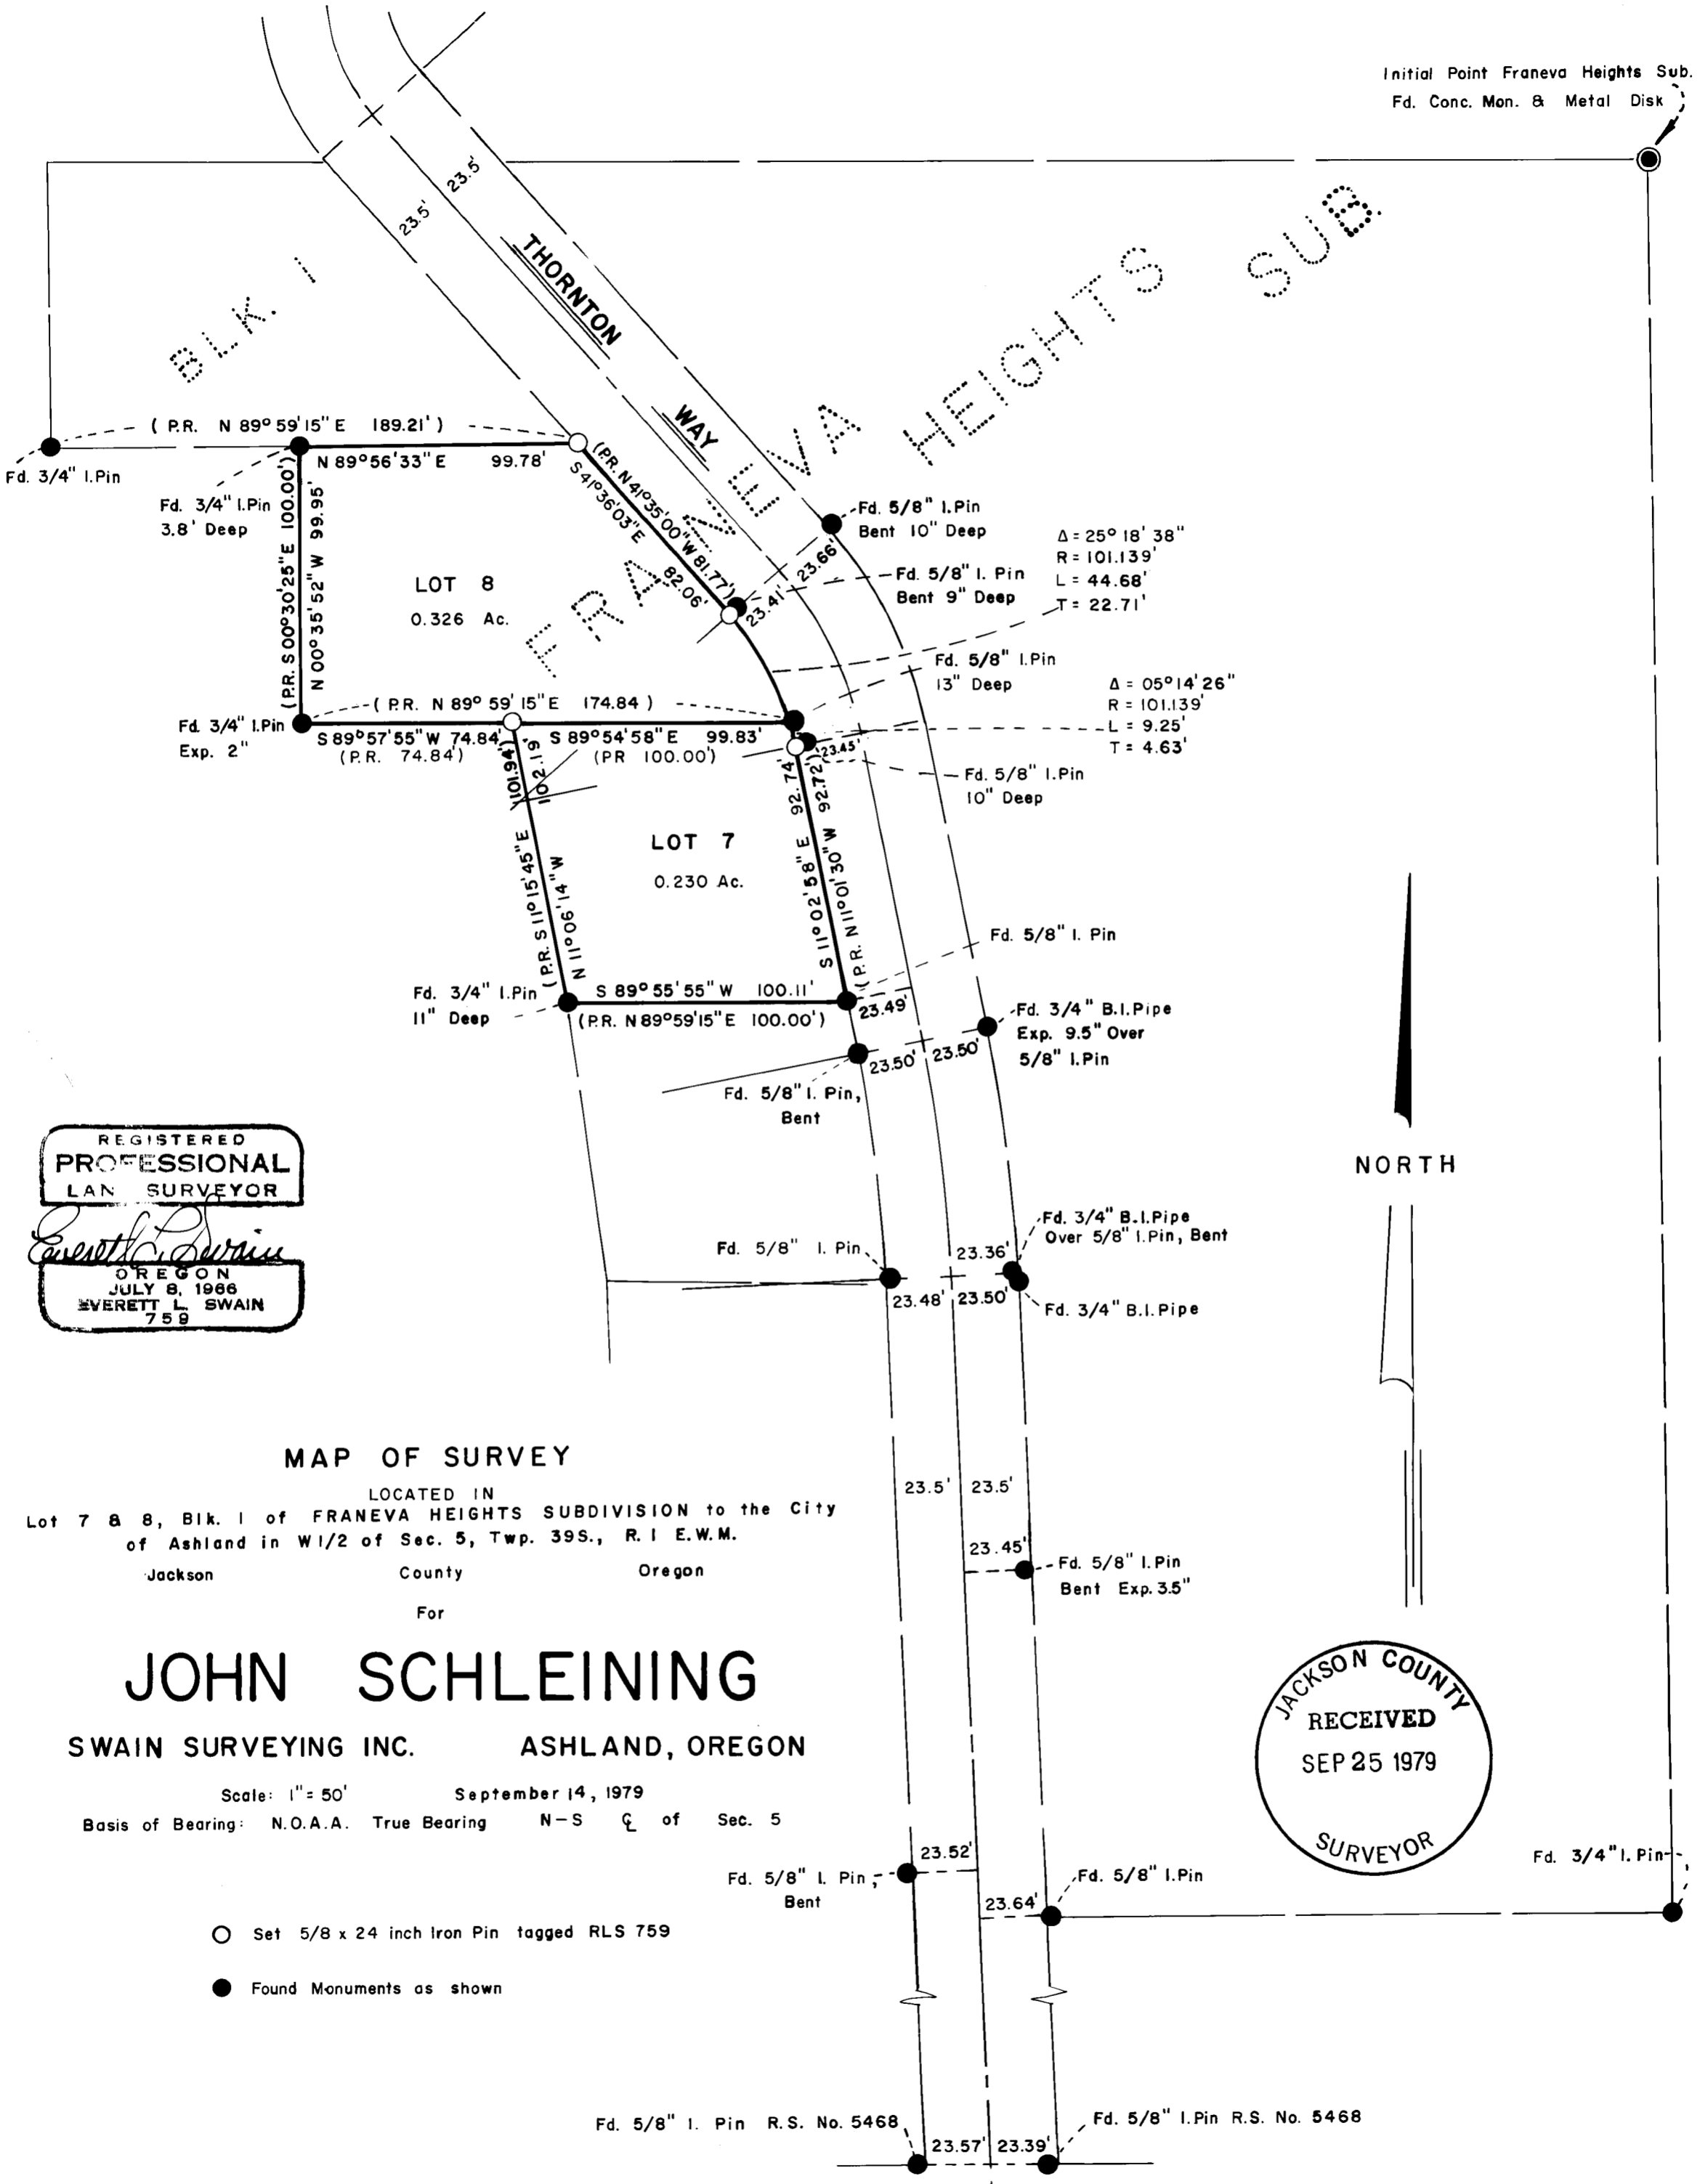 Initial Point Franeva Heights Sub.
Fd. Conc. Mon. & Metal Disk
23.5'
23.5'
THORNTON
WAY
BLK. 1
FRANEVA HEIGHTS SUB.
(P.R. N 89° 59' 15" E 189.21')
N 89° 56' 33" E 99.78'
Fd. 3/4" I.Pin
Fd. 3/4" I.Pin
3.8' Deep
(P.R. S 00° 30' 25" E 100.00')
N 00° 35' 52" W 99.95'
LOT 8
0.326 Ac.
(P.R. N 41° 35' 00" W 81.77')
S 41° 36' 03" E 82.06'
Fd. 5/8" I.Pin
Bent 10" Deep
23.66'
23.41'
Fd. 5/8" I. Pin
Bent 9" Deep
Δ = 25° 18' 38"
R = 101.139'
L = 44.68'
T = 22.71'
Fd. 5/8" I.Pin
13" Deep
Δ = 05° 14' 26"
R = 101.139'
L = 9.25'
T = 4.63'
(P.R. N 89° 59' 15" E 174.84)
Fd. 3/4" I.Pin
Exp. 2"
S 89° 57' 55" W 74.84'
(P.R. 74.84')
S 89° 54' 58" E 99.83'
(PR 100.00')
23.45'
Fd. 5/8" I.Pin
10" Deep
(P.R. S 11° 15' 45" E 101.94')
N 11° 06' 14" W 102.19'
LOT 7
0.230 Ac.
S 11° 02' 58" E 92.74'
(P.R. N 11° 01' 30" W 92.72')
Fd. 5/8" I. Pin
Fd. 3/4" I.Pin
11" Deep
S 89° 55' 55" W 100.11'
(P.R. N 89° 59' 15" E 100.00')
23.49'
Fd. 3/4" B.I.Pipe
Exp. 9.5" Over
5/8" I.Pin
23.50' 23.50'
Fd. 5/8" I. Pin,
Bent
NORTH
REGISTERED
PROFESSIONAL
LAN SURVEYOR
Everett L. Swain
OREGON
JULY 8, 1966
EVERETT L. SWAIN
759
Fd. 3/4" B.I.Pipe
Over 5/8" I.Pin, Bent
Fd. 5/8" I. Pin
23.36'
23.48' 23.50'
Fd. 3/4" B.I.Pipe
MAP OF SURVEY
LOCATED IN
Lot 7 & 8, Blk. 1 of FRANEVA HEIGHTS SUBDIVISION to the City
of Ashland in W 1/2 of Sec. 5, Twp. 39S., R. 1 E.W.M.
Jackson County Oregon
For
JOHN SCHLEINING
SWAIN SURVEYING INC. ASHLAND, OREGON
Scale: 1" = 50' September 14, 1979
Basis of Bearing: N.O.A.A. True Bearing N-S ℄ of Sec. 5
23.5' 23.5'
23.45'
Fd. 5/8" I.Pin
Bent Exp. 3.5"
JACKSON COUNTY
RECEIVED
SEP 25 1979
SURVEYOR
23.52'
Fd. 5/8" I. Pin,
Bent
23.64'
Fd. 5/8" I.Pin
Fd. 3/4" I. Pin
Set 5/8 x 24 inch Iron Pin tagged RLS 759
Found Monuments as shown
Fd. 5/8" I. Pin R.S. No. 5468
Fd. 5/8" I.Pin R.S. No. 5468
23.57' 23.39'